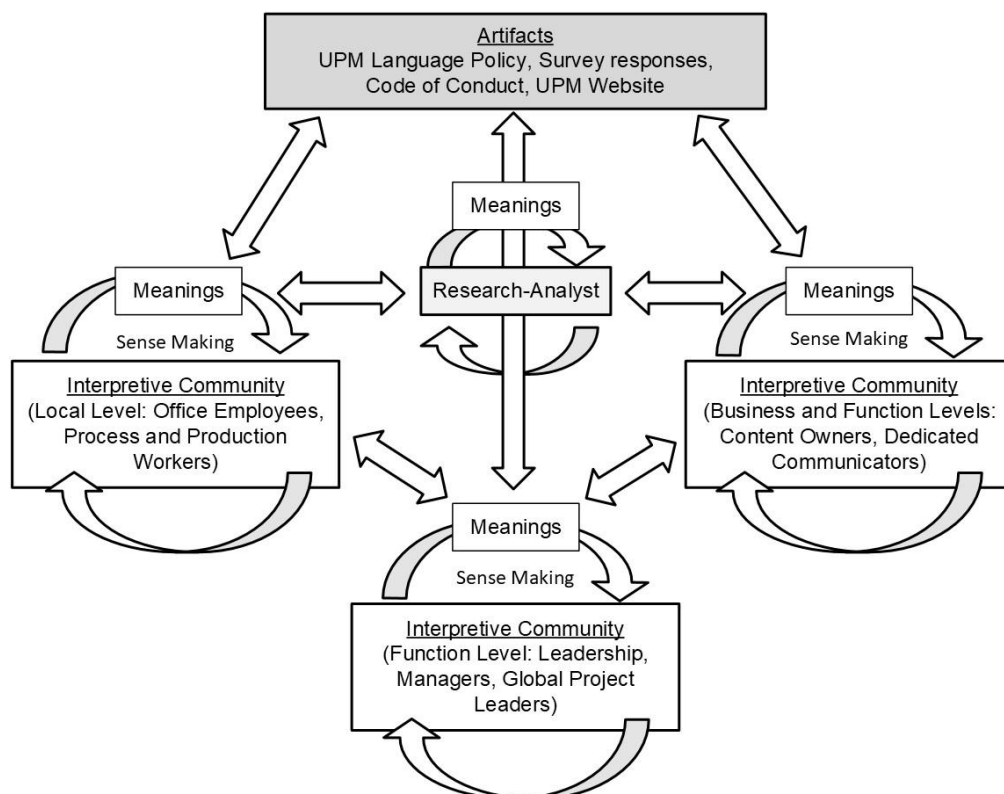 Artifacts
UPM Language Policy, Survey responses,
Code of Conduct, UPM Website
Meanings
Research-Analyst
Meanings
Sense Making
Interpretive Community
(Local Level: Office Employees,
Process and Production
Workers)
Meanings
Sense Making
Interpretive Community
(Business and Function Levels:
Content Owners, Dedicated
Communicators)
Meanings
Sense Making
Interpretive Community
(Function Level: Leadership,
Managers, Global Project
Leaders)